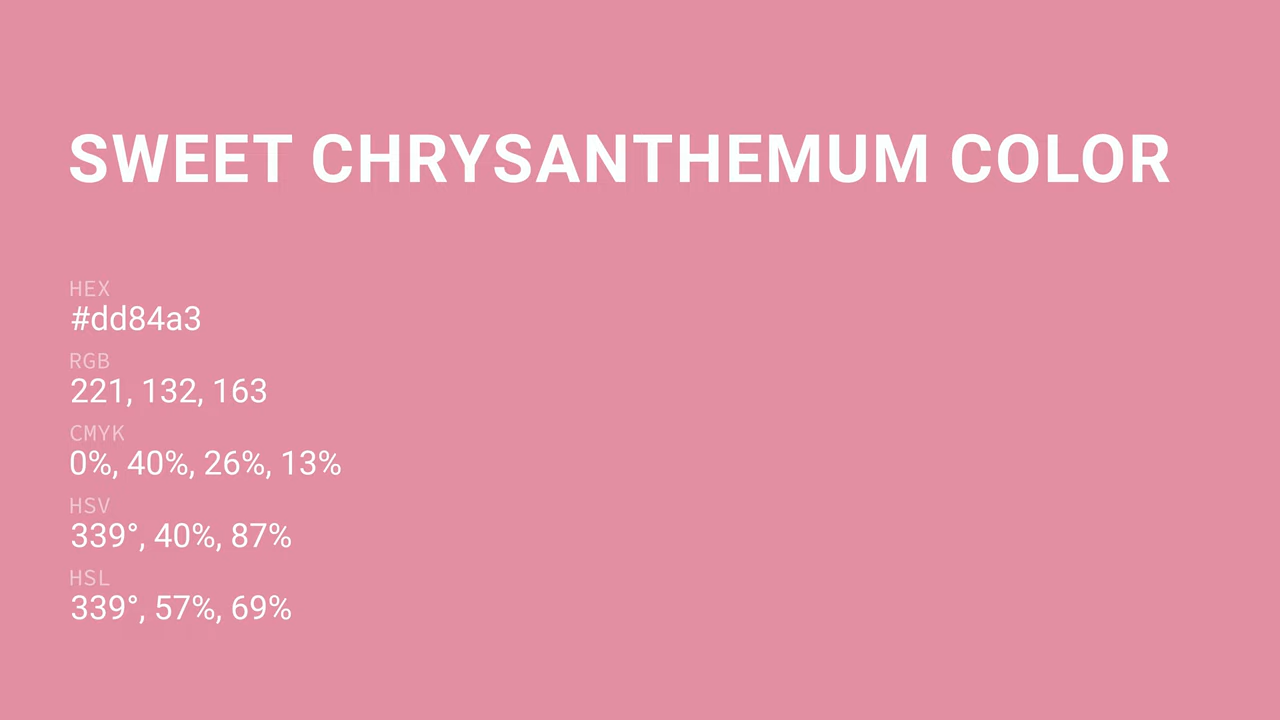 SWEET CHRYSANTHEMUM COLOR
HEX
#dd84a3
RGB
221, 132, 163
CMYK
0%, 40%, 26%, 13%
HSV
339°, 40%, 87%
HSL
339°, 57%, 69%